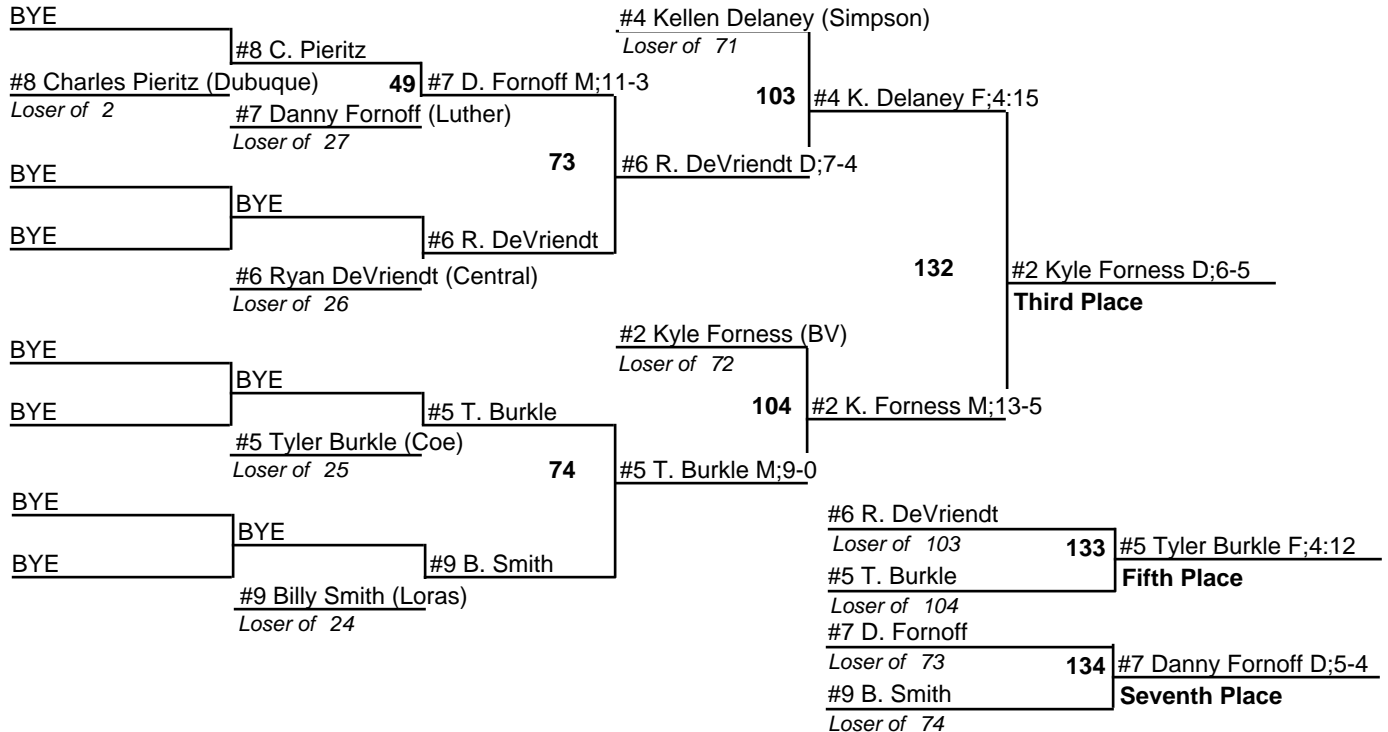 BYE
#8 C. Pieritz
#8 Charles Pieritz (Dubuque)
Loser of 2
49
#7 D. Fornoff M;11-3
#7 Danny Fornoff (Luther)
Loser of 27
73
#6 R. DeVriendt D;7-4
BYE
BYE
BYE
#6 R. DeVriendt
#6 Ryan DeVriendt (Central)
Loser of 26
#4 Kellen Delaney (Simpson)
Loser of 71
103
#4 K. Delaney F;4:15
132
#2 Kyle Forness D;6-5
Third Place
BYE
BYE
BYE
#5 T. Burkle
#5 Tyler Burkle (Coe)
Loser of 25
74
#5 T. Burkle M;9-0
BYE
BYE
BYE
#9 B. Smith
#9 Billy Smith (Loras)
Loser of 24
#2 Kyle Forness (BV)
Loser of 72
104
#2 K. Forness M;13-5
#6 R. DeVriendt
Loser of 103
133
#5 Tyler Burkle F;4:12
#5 T. Burkle
Fifth Place
Loser of 104
#7 D. Fornoff
Loser of 73
134
#7 Danny Fornoff D;5-4
#9 B. Smith
Seventh Place
Loser of 74